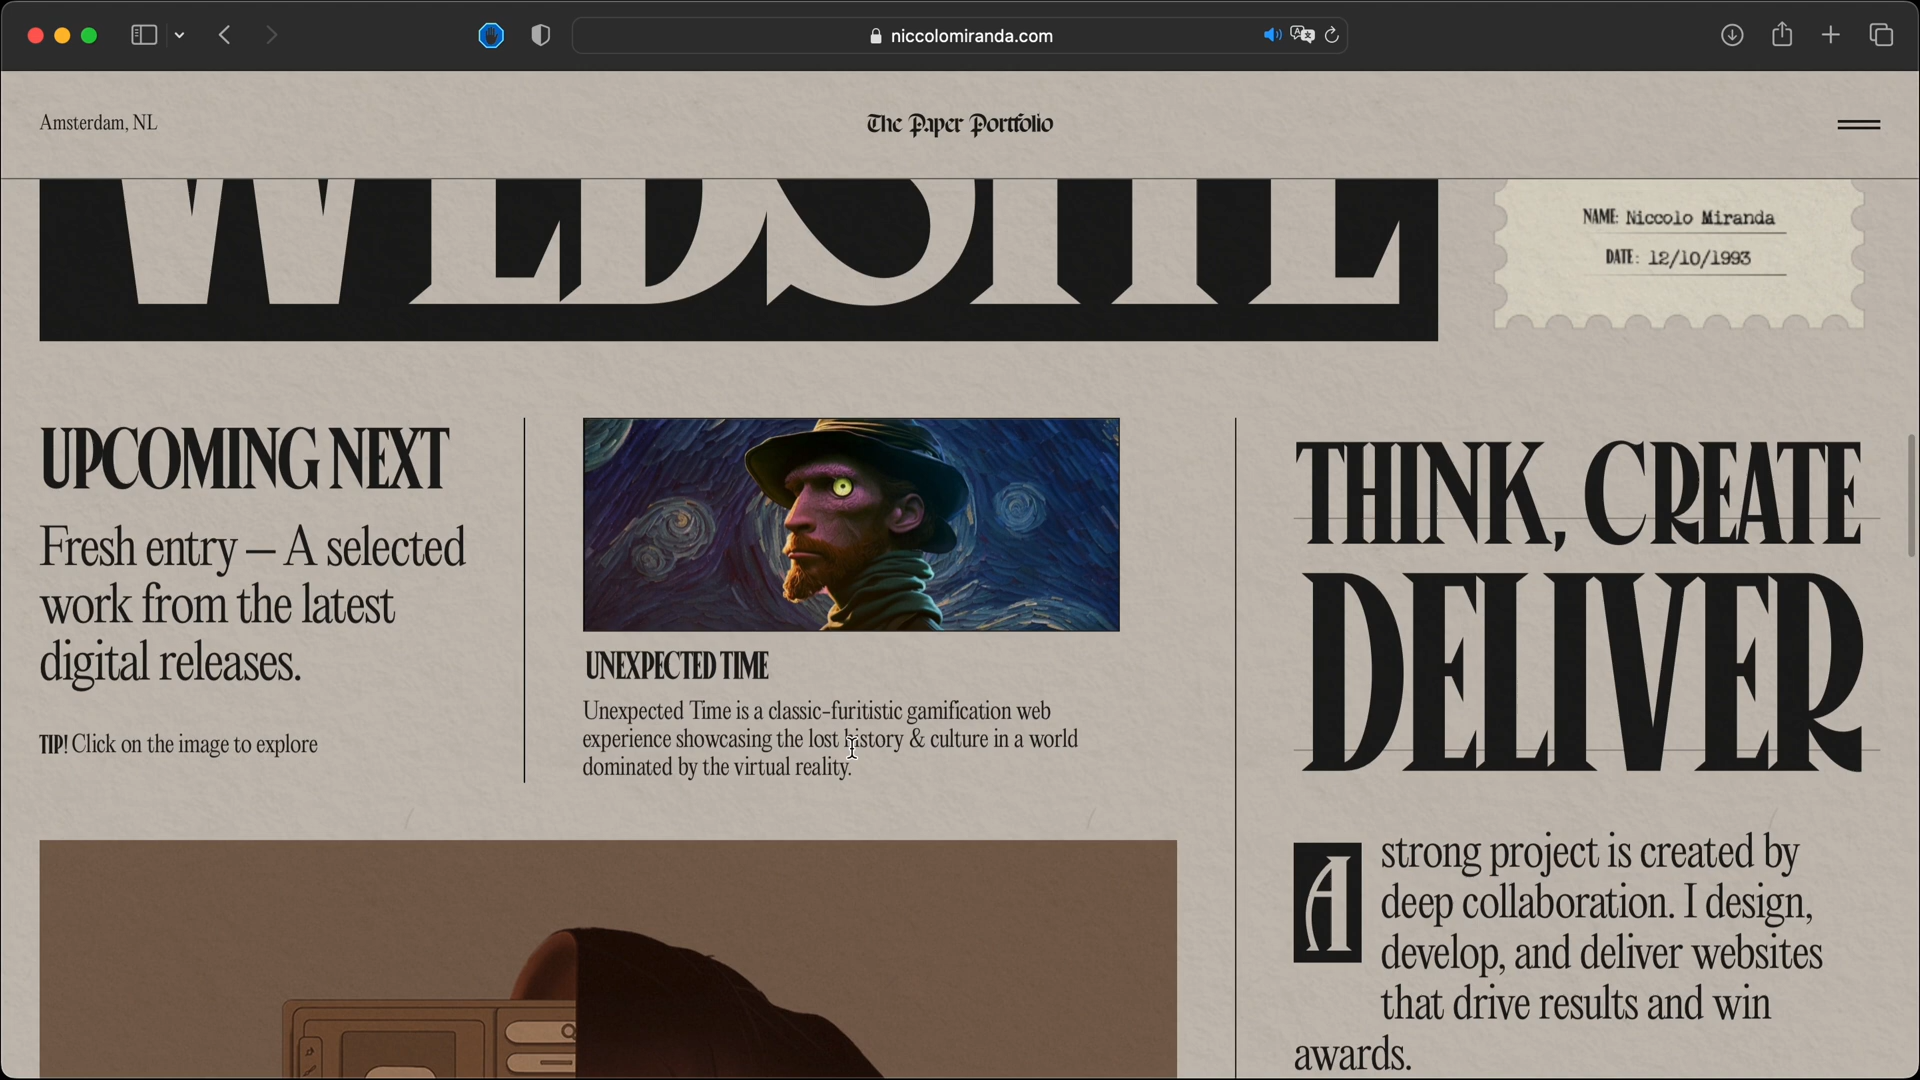 niccolomiranda.com
Amsterdam, NL
The Paper Portfolio
WEBSITE
NAME: Niccolo Miranda
DATE: 12/10/1993
UPCOMING NEXT
Fresh entry – A selected
work from the latest
digital releases.
TIP! Click on the image to explore
UNEXPECTED TIME
Unexpected Time is a classic-furitistic gamification web
experience showcasing the lost history & culture in a world
dominated by the virtual reality.
THINK, CREATE
DELIVER
A strong project is created by
deep collaboration. I design,
develop, and deliver websites
that drive results and win
awards.